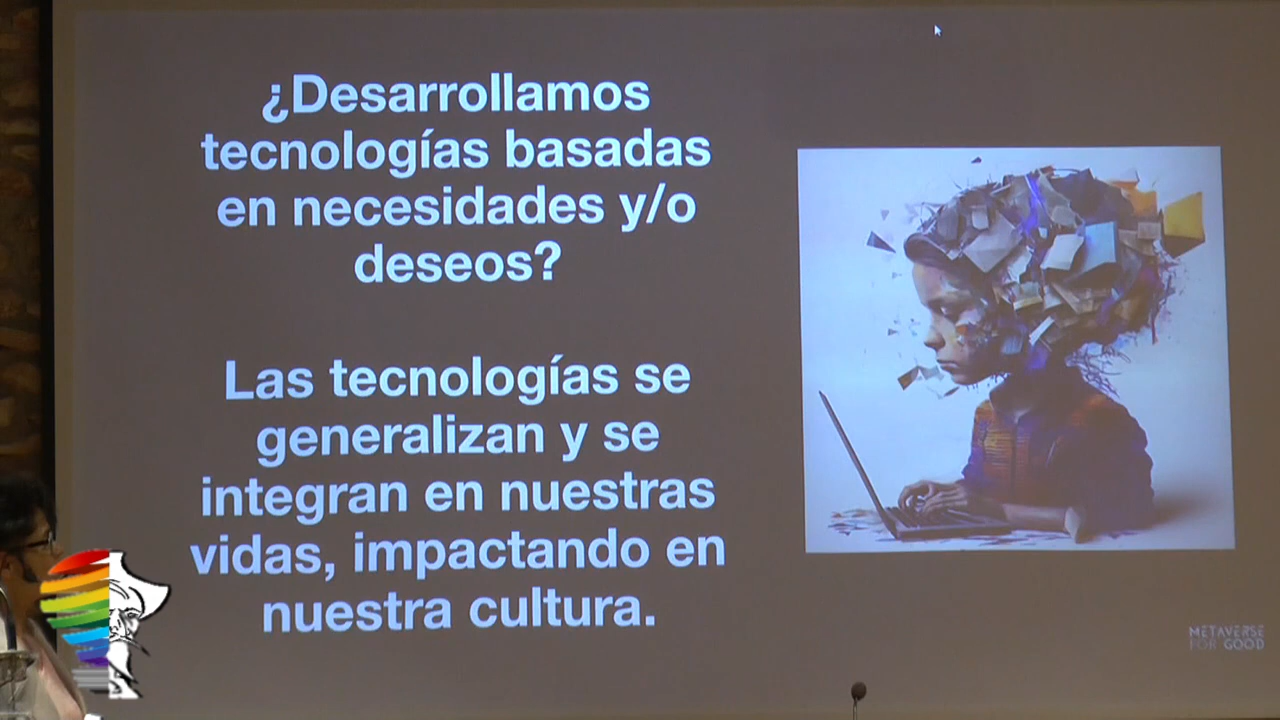 ¿Desarrollamos
tecnologías basadas
en necesidades y/o
deseos?
Las tecnologías se
generalizan y se
integran en nuestras
vidas, impactando en
nuestra cultura.
METAVERSE
FOR GOOD